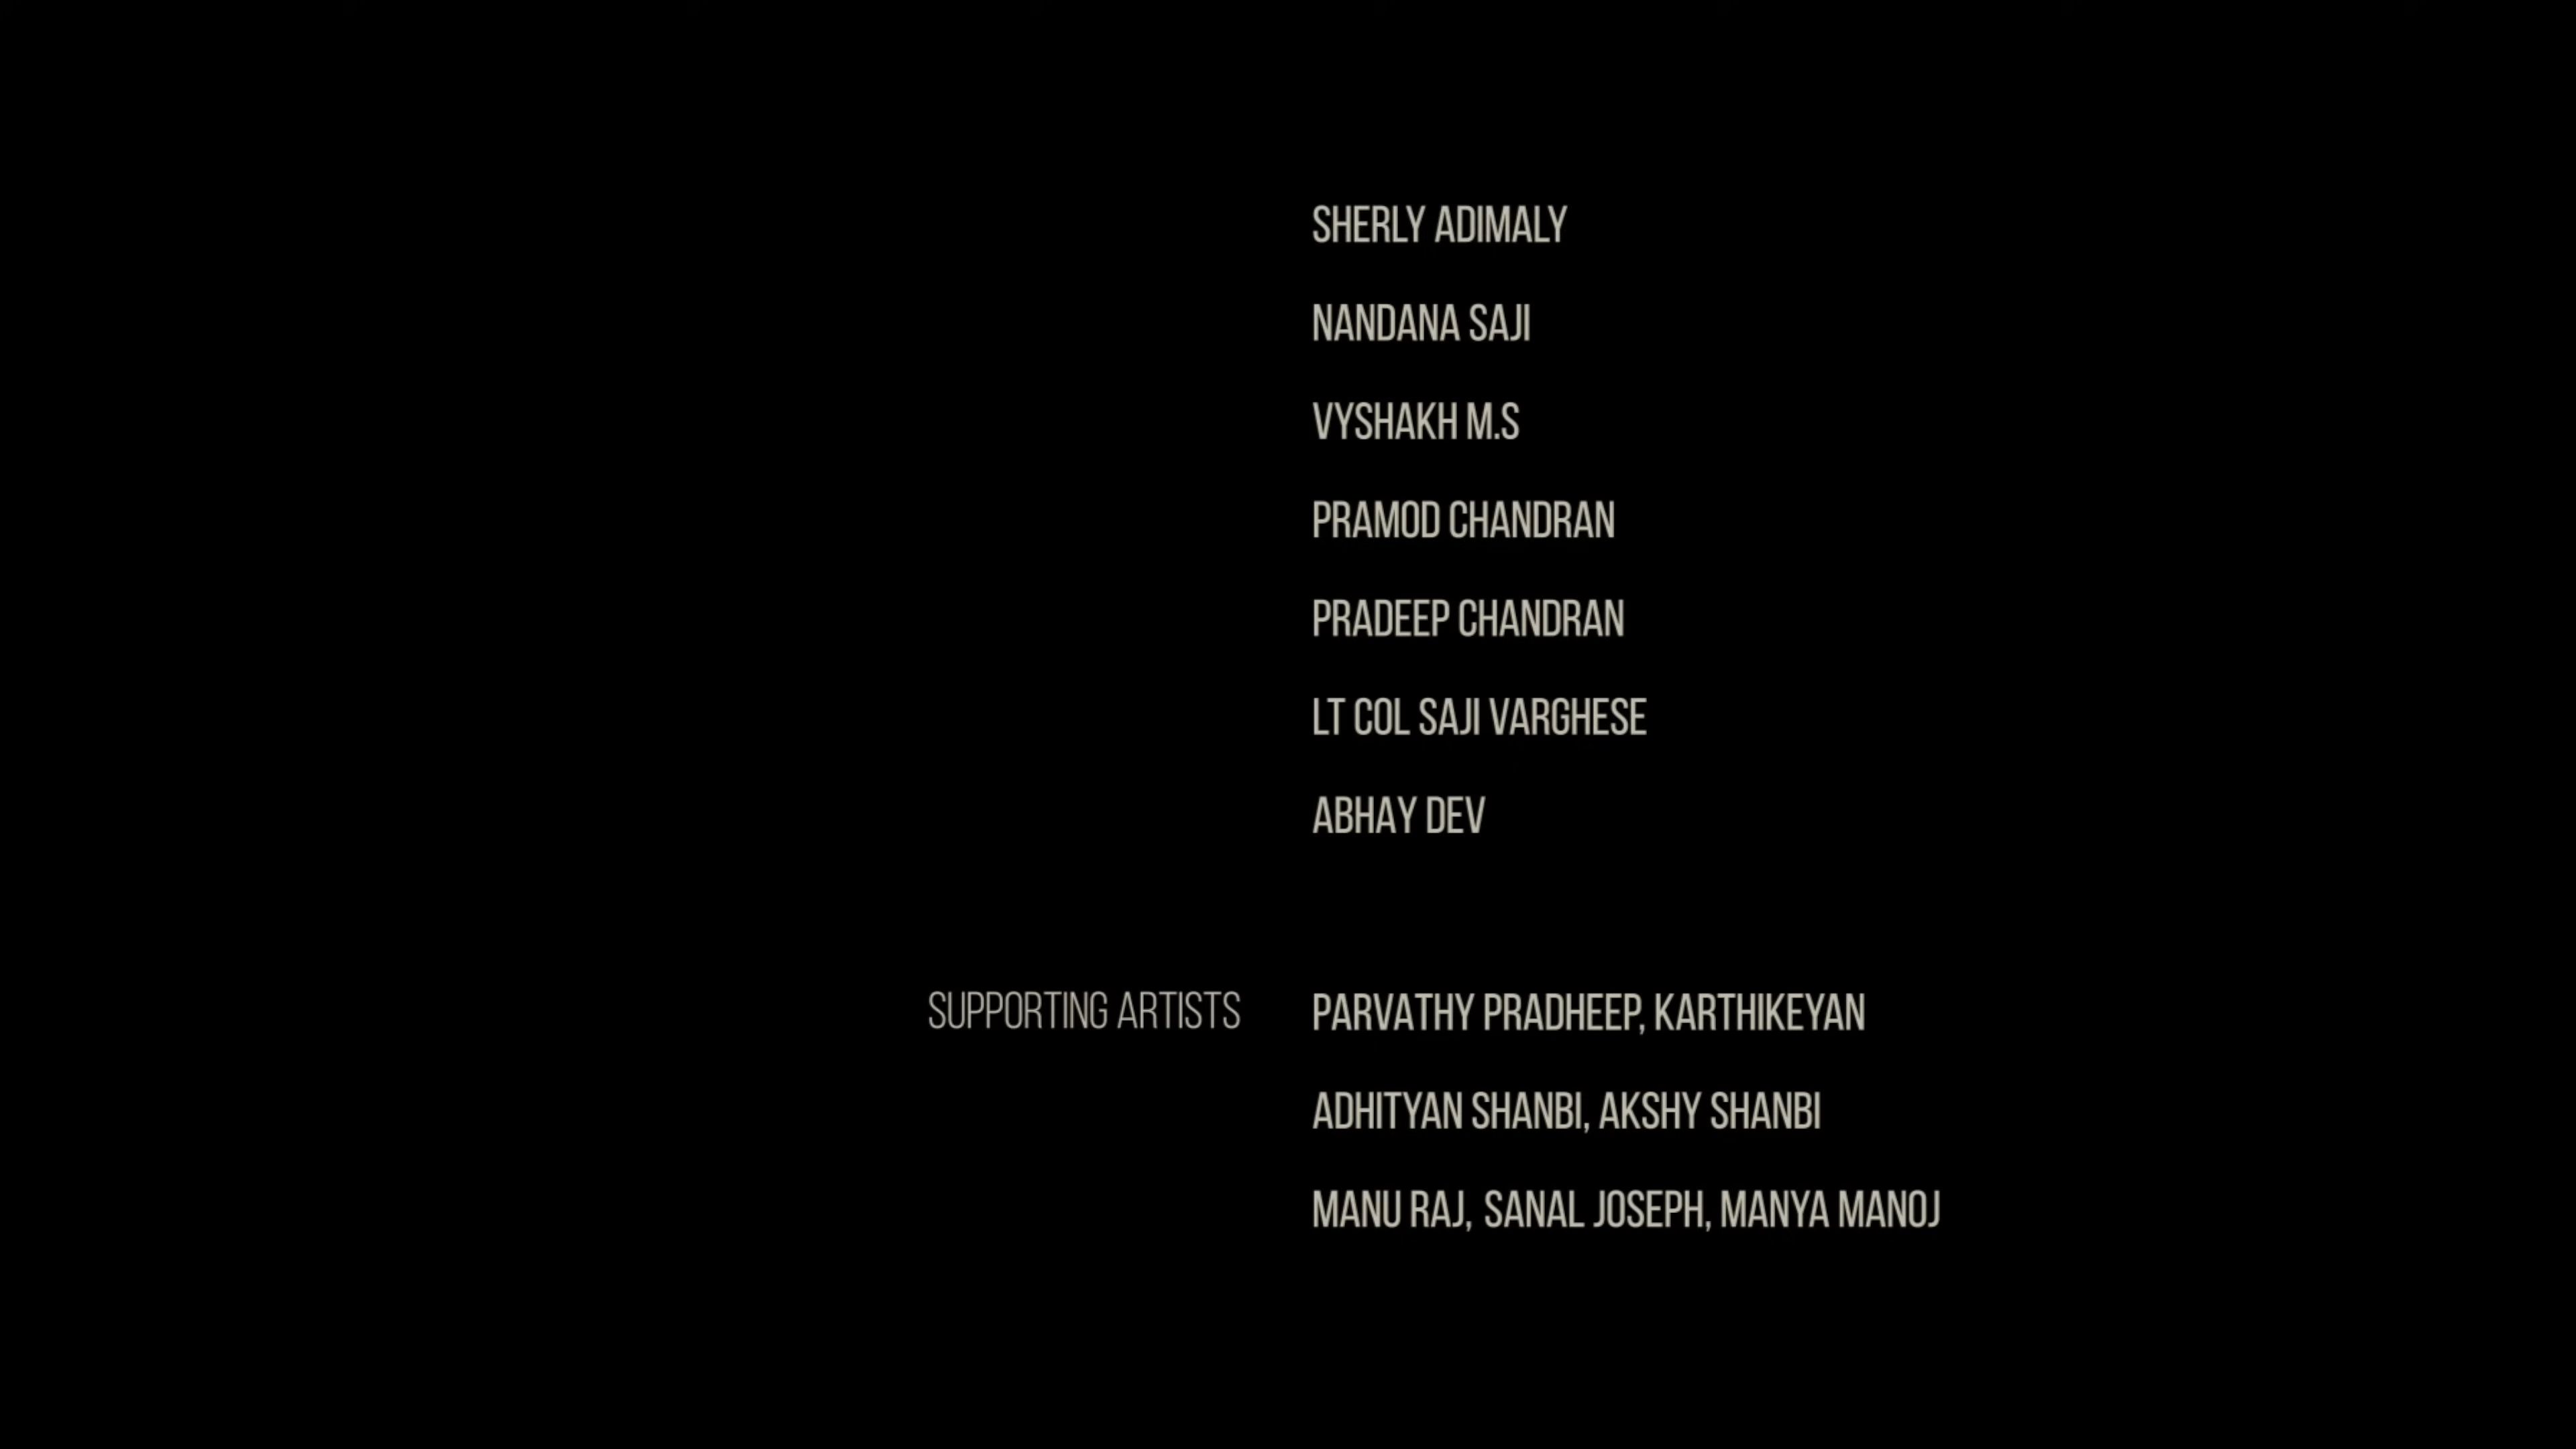 SHERLY ADIMALY
NANDANA SAJI
VYSHAKH M.S
PRAMOD CHANDRAN
PRADEEP CHANDRAN
LT COL SAJI VARGHESE
ABHAY DEV
SUPPORTING ARTISTS PARVATHY PRADHEEP, KARTHIKEYAN
ADHITYAN SHANBI, AKSHY SHANBI
MANU RAJ, SANAL JOSEPH, MANYA MANOJ